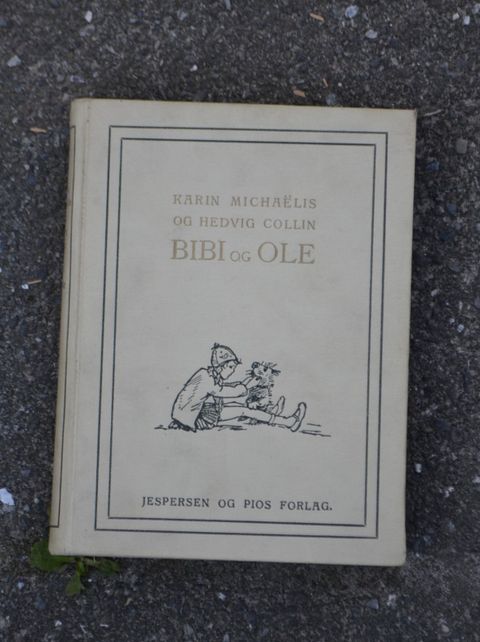 KARIN MICHAËLIS
OG HEDVIG COLLIN
BIBI OG OLE
JESPERSEN OG PIOS FORLAG.